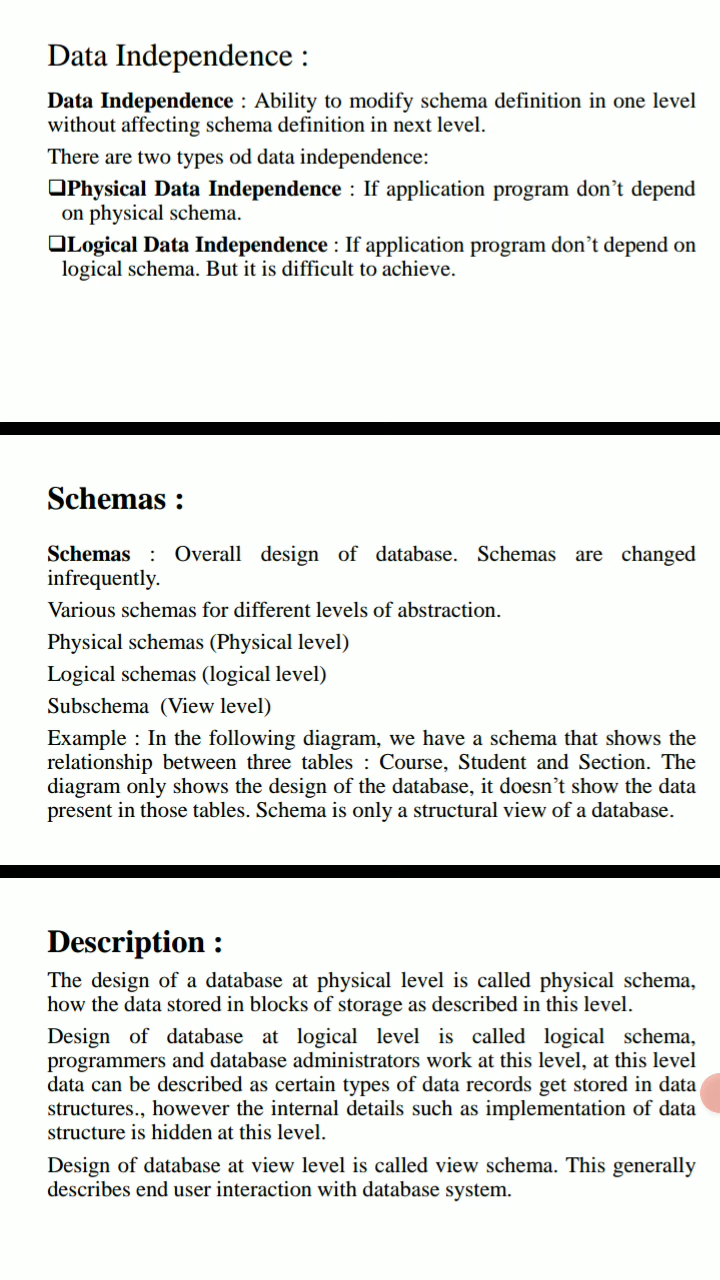 Data Independence :
Data Independence : Ability to modify schema definition in one level
without affecting schema definition in next level.
There are two types od data independence:
❑Physical Data Independence : If application program don’t depend
on physical schema.
❑Logical Data Independence : If application program don’t depend on
logical schema. But it is difficult to achieve.
Schemas :
Schemas : Overall design of database. Schemas are changed
infrequently.
Various schemas for different levels of abstraction.
Physical schemas (Physical level)
Logical schemas (logical level)
Subschema (View level)
Example : In the following diagram, we have a schema that shows the
relationship between three tables : Course, Student and Section. The
diagram only shows the design of the database, it doesn’t show the data
present in those tables. Schema is only a structural view of a database.
Description :
The design of a database at physical level is called physical schema,
how the data stored in blocks of storage as described in this level.
Design of database at logical level is called logical schema,
programmers and database administrators work at this level, at this level
data can be described as certain types of data records get stored in data
structures., however the internal details such as implementation of data
structure is hidden at this level.
Design of database at view level is called view schema. This generally
describes end user interaction with database system.